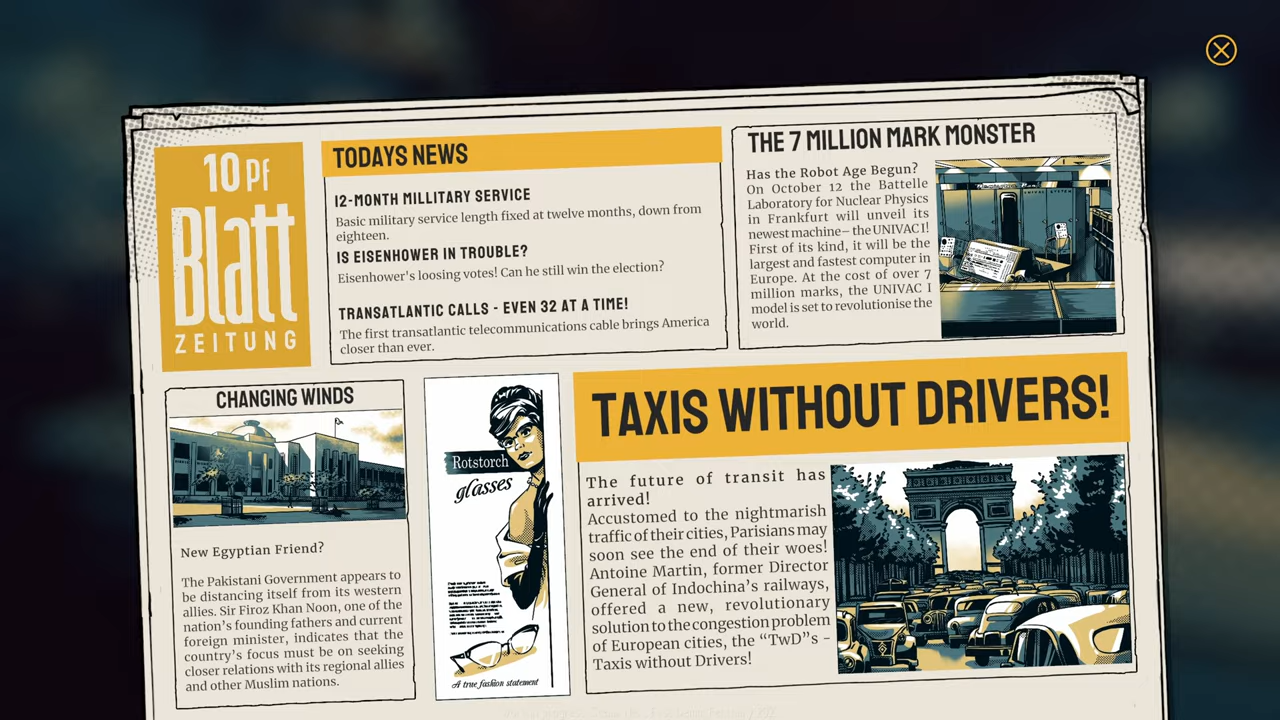 10 Pf
Blatt
ZEITUNG
TODAYS NEWS
12-MONTH MILLITARY SERVICE
Basic military service length fixed at twelve months, down from
eighteen.
IS EISENHOWER IN TROUBLE?
Eisenhower's loosing votes! Can he still win the election?
TRANSATLANTIC CALLS - EVEN 32 AT A TIME!
The first transatlantic telecommunications cable brings America
closer than ever.
THE 7 MILLION MARK MONSTER
Has the Robot Age Begun?
On October 12 the Battelle
Laboratory for Nuclear Physics
in Frankfurt will unveil its
newest machine– the UNIVAC I!
First of its kind, it will be the
largest and fastest computer in
Europe. At the cost of over 7
million marks, the UNIVAC I
model is set to revolutionise the
world.
CHANGING WINDS
New Egyptian Friend?
The Pakistani Government appears to
be distancing itself from its western
allies. Sir Firoz Khan Noon, one of the
nation's founding fathers and current
foreign minister, indicates that the
country's focus must be on seeking
closer relations with its regional allies
and other Muslim nations.
Rotstorch
glasses
A true fashion statement
TAXIS WITHOUT DRIVERS!
The future of transit has
arrived!
Accustomed to the nightmarish
traffic of their cities, Parisians may
soon see the end of their woes!
Antoine Martin, former Director
General of Indochina's railways,
offered a new, revolutionary
solution to the congestion problem
of European cities, the “TwD”s -
Taxis without Drivers!